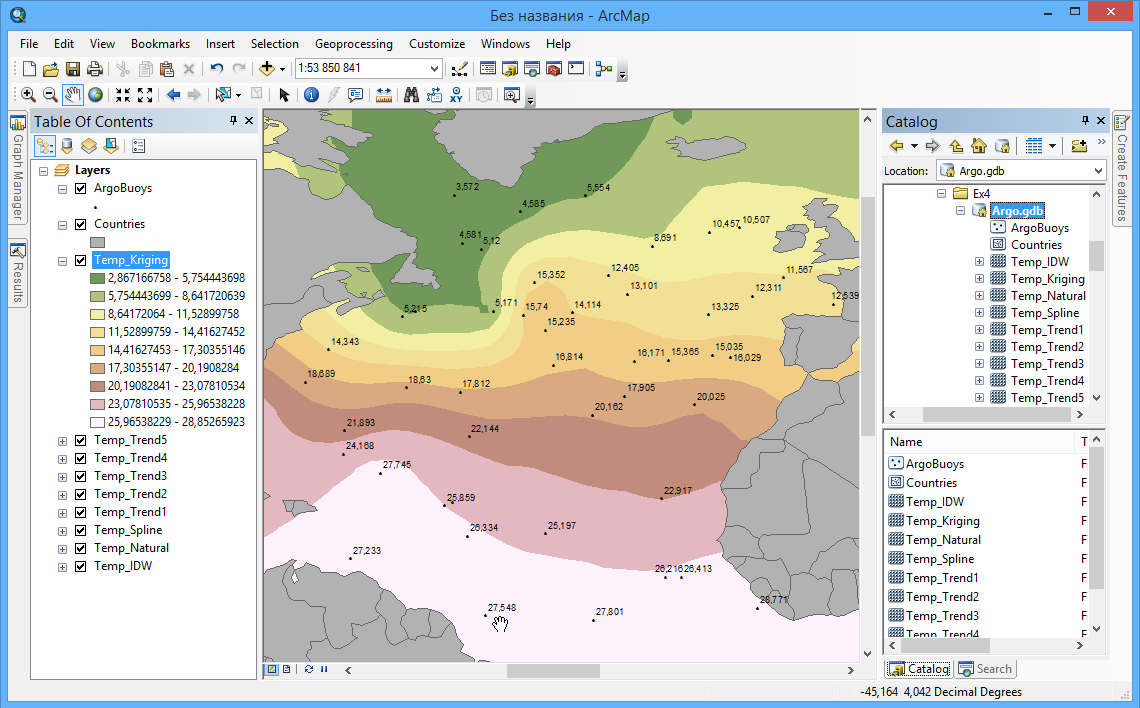 Без названия - ArcMap
File Edit View Bookmarks Insert Selection Geoprocessing Customize Windows Help
1:53 850 841
Graph Manager
Results
Table Of Contents
Layers
ArgoBuoys
Countries
Temp_Kriging
2,867166758 - 5,754443698
5,754443699 - 8,641720639
8,64172064 - 11,52899758
11,52899759 - 14,41627452
14,41627453 - 17,30355146
17,30355147 - 20,1908284
20,19082841 - 23,07810534
23,07810535 - 25,96538228
25,96538229 - 28,85265923
Temp_Trend5
Temp_Trend4
Temp_Trend3
Temp_Trend2
Temp_Trend1
Temp_Spline
Temp_Natural
Temp_IDW
3,572
5,554
4,585
10,457
10,507
4,581
5,12
8,691
15,352
12,405
11,567
13,101
12,311
12,539
5,215
5,171
15,74
14,114
13,325
15,235
14,343
16,814
16,171
15,365
15,035
16,029
18,689
18,63
17,812
17,905
20,025
20,162
21,893
22,144
24,168
27,745
25,859
22,917
26,334
25,197
27,233
26,216
26,413
27,548
27,801
28,771
Catalog
Location: Argo.gdb
Ex4
Argo.gdb
ArgoBuoys
Countries
Temp_IDW
Temp_Kriging
Temp_Natural
Temp_Spline
Temp_Trend1
Temp_Trend2
Temp_Trend3
Temp_Trend4
Temp_Trend5
Name T
ArgoBuoys F
Countries F
Temp_IDW F
Temp_Kriging F
Temp_Natural F
Temp_Spline F
Temp_Trend1 F
Temp_Trend2 F
Temp_Trend3 F
Temp_Trend4 F
Catalog Search
Create Features
-45,164 4,042 Decimal Degrees